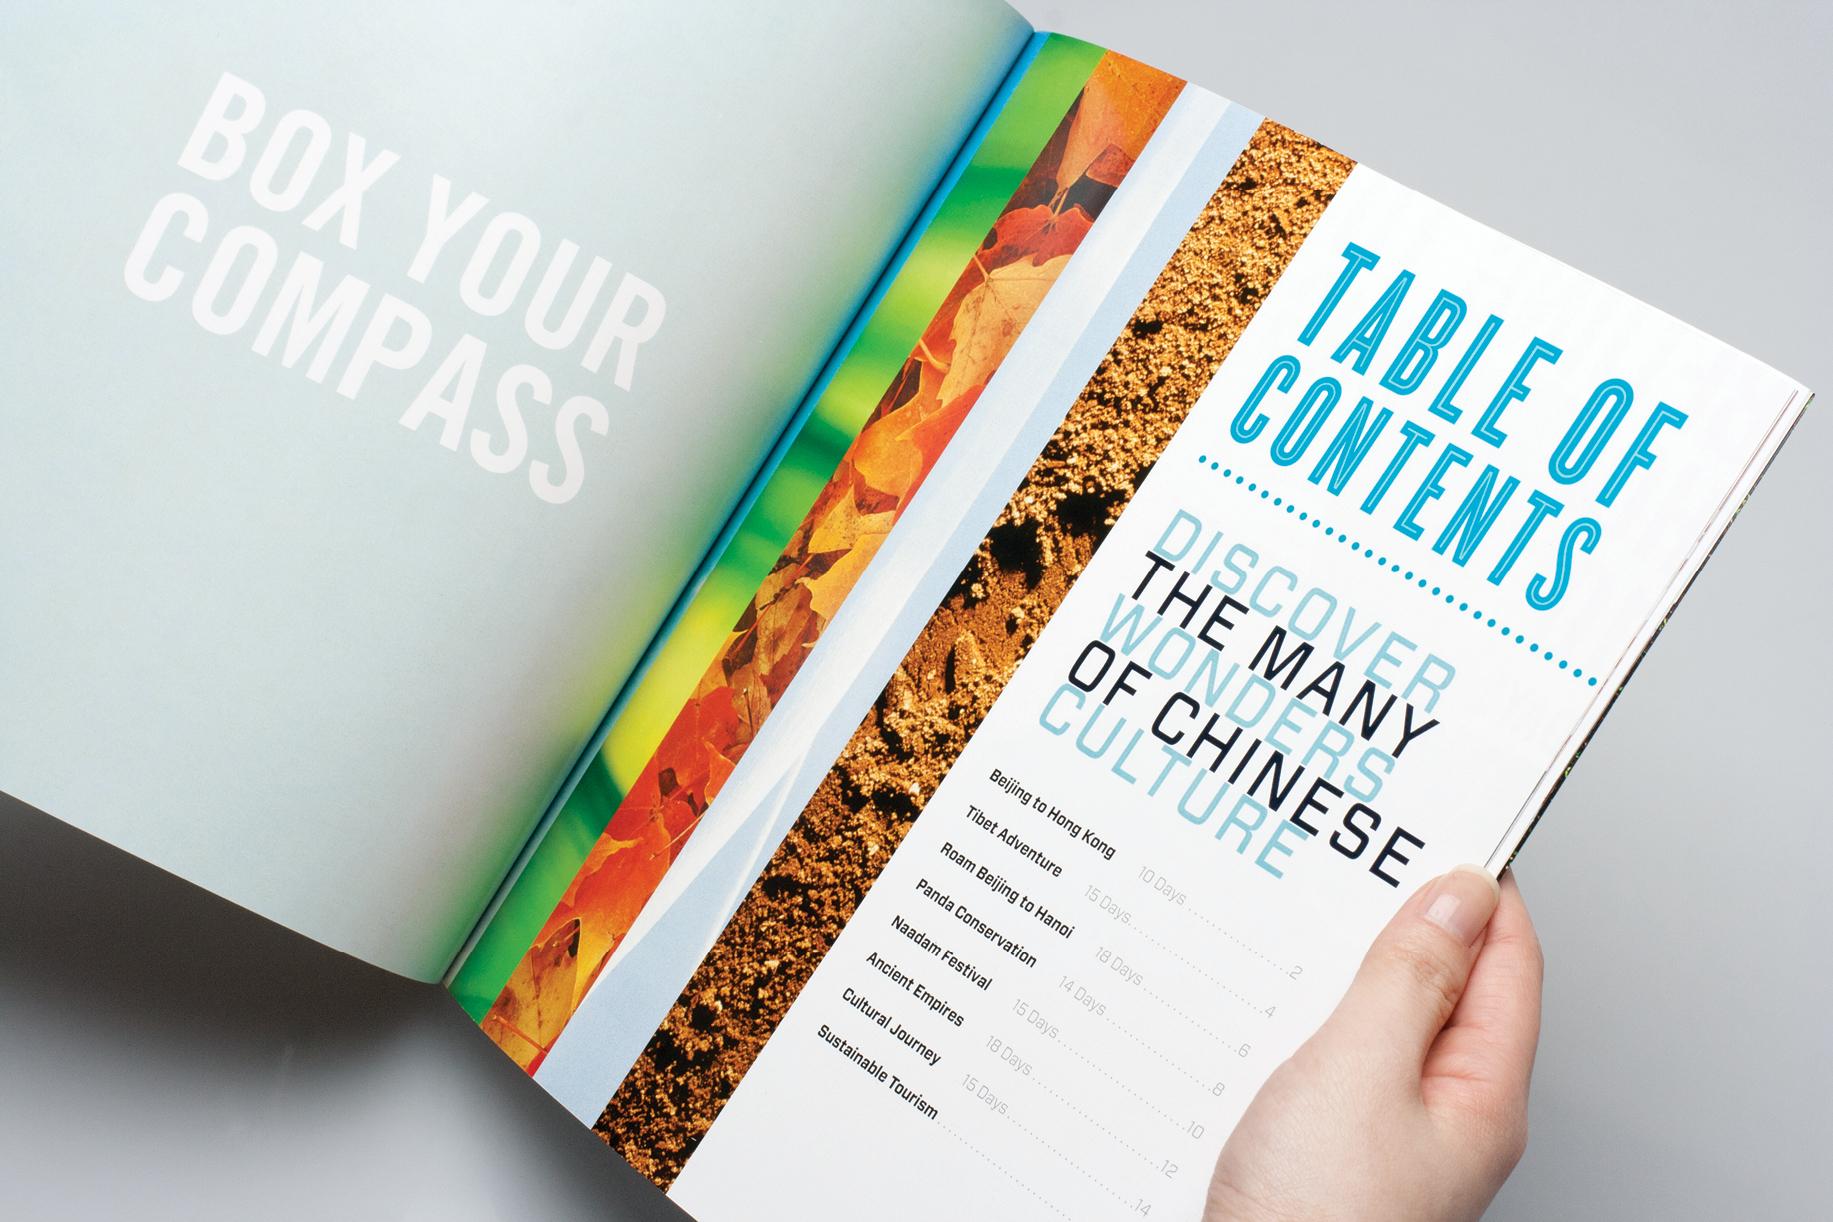 BOX YOUR
COMPASS
TABLE OF
CONTENTS
DISCOVER
THE MANY
WONDERS
OF CHINESE
CULTURE
Beijing to Hong Kong 10 Days 2
Tibet Adventure 15 Days 4
Roam Beijing to Hanoi 18 Days 6
Panda Conservation 14 Days 8
Naadam Festival 15 Days 10
Ancient Empires 18 Days 12
Cultural Journey 15 Days 14
Sustainable Tourism